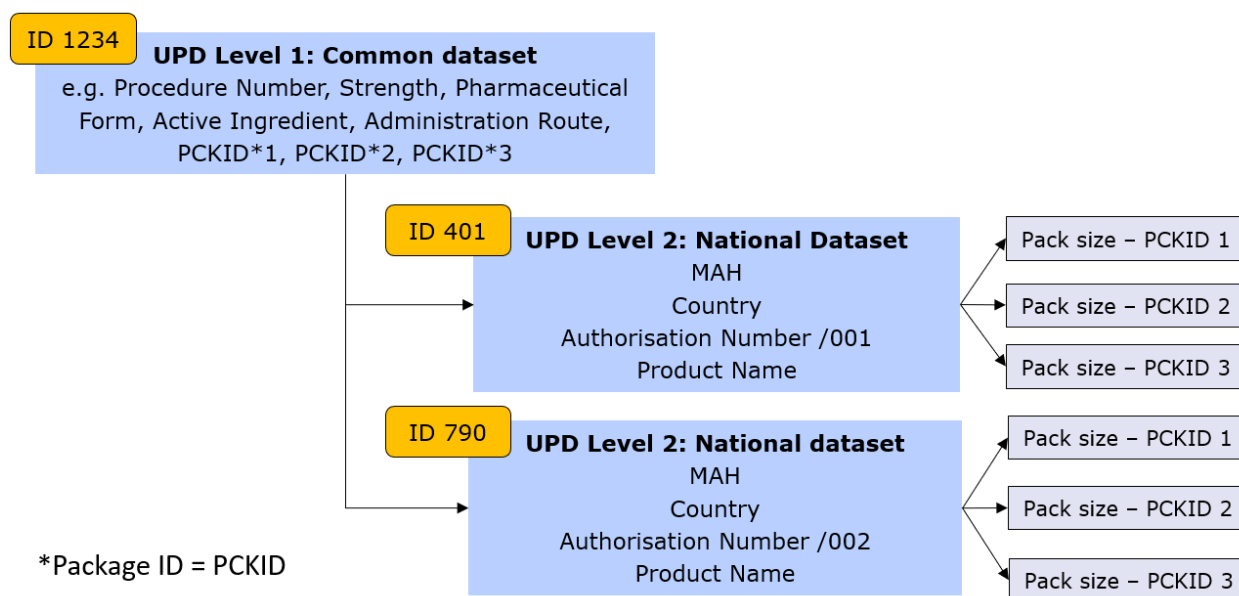 ID 1234
UPD Level 1: Common dataset
e.g. Procedure Number, Strength, Pharmaceutical
Form, Active Ingredient, Administration Route,
PCKID*1, PCKID*2, PCKID*3
ID 401
UPD Level 2: National Dataset
MAH
Country
Authorisation Number /001
Product Name
Pack size – PCKID 1
Pack size – PCKID 2
Pack size – PCKID 3
ID 790
UPD Level 2: National dataset
MAH
Country
Authorisation Number /002
Product Name
Pack size – PCKID 1
Pack size – PCKID 2
Pack size – PCKID 3
*Package ID = PCKID